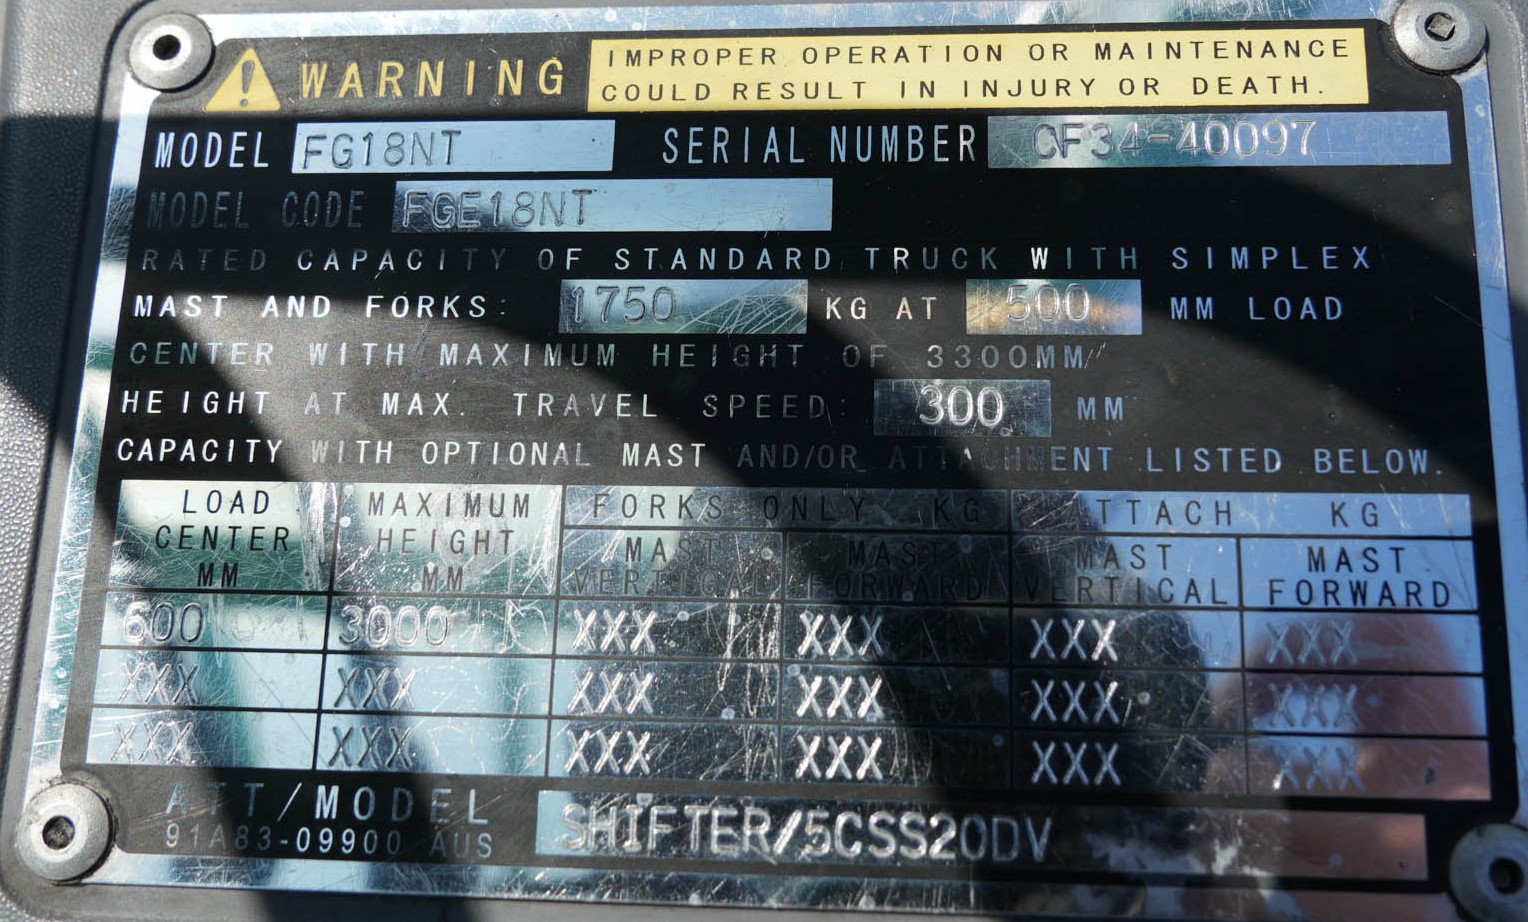 WARNING IMPROPER OPERATION OR MAINTENANCE
COULD RESULT IN INJURY OR DEATH.
MODEL FG18NT SERIAL NUMBER CF34-40097
MODEL CODE FGE18NT
RATED CAPACITY OF STANDARD TRUCK WITH SIMPLEX
MAST AND FORKS: 1750 KG AT 500 MM LOAD
CENTER WITH MAXIMUM HEIGHT OF 3300MM
HEIGHT AT MAX. TRAVEL SPEED: 300 MM
CAPACITY WITH OPTIONAL MAST AND/OR ATTACHMENT LISTED BELOW.
LOAD CENTER MM MAXIMUM HEIGHT MM FORKS ONLY KG ATTACH KG
MAST VERTICAL MAST FORWARD MAST VERTICAL MAST FORWARD
600 3000 XXX XXX XXX XXX
XXX XXX XXX XXX XXX XXX
XXX XXX XXX XXX XXX XXX
ATT/MODEL SHIFTER/5CSS20DV
91A83-09900 AUS